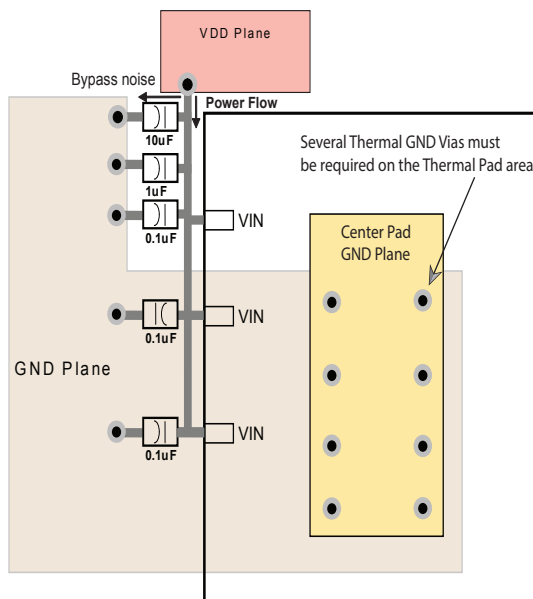 VDD Plane
Bypass noise
Power Flow
10uF
Several Thermal GND Vias must
be required on the Thermal Pad area
1uF
0.1uF
VIN
Center Pad
GND Plane
VIN
0.1uF
GND Plane
VIN
0.1uF